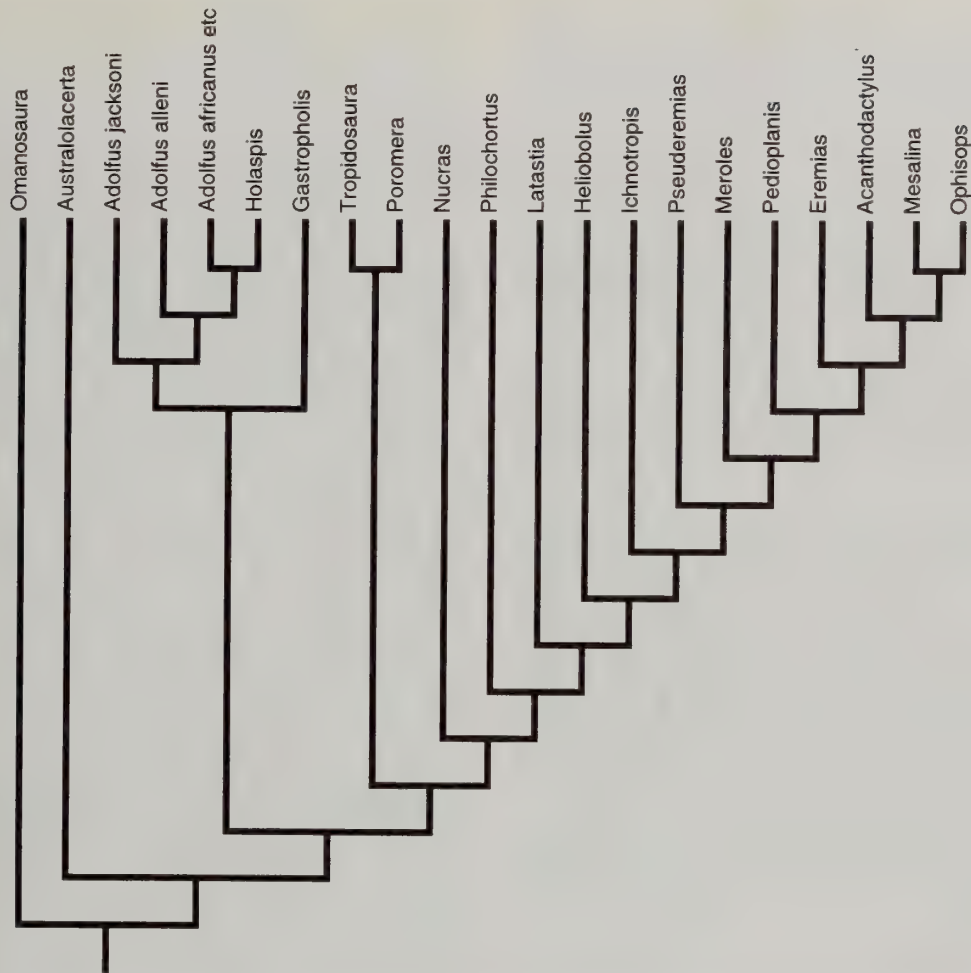 Omanosaura
Australolacerta
Adolfus jacksoni
Adolfus alleni
Adolfus africanus etc
Holaspis
Gastropholis
Tropidosaura
Poromera
Nucras
Philochortus
Latastia
Heliobolus
Ichnotropis
Pseuderemias
Meroles
Pedioplanis
Eremias
Acanthodactylus
Mesalina
Ophisops